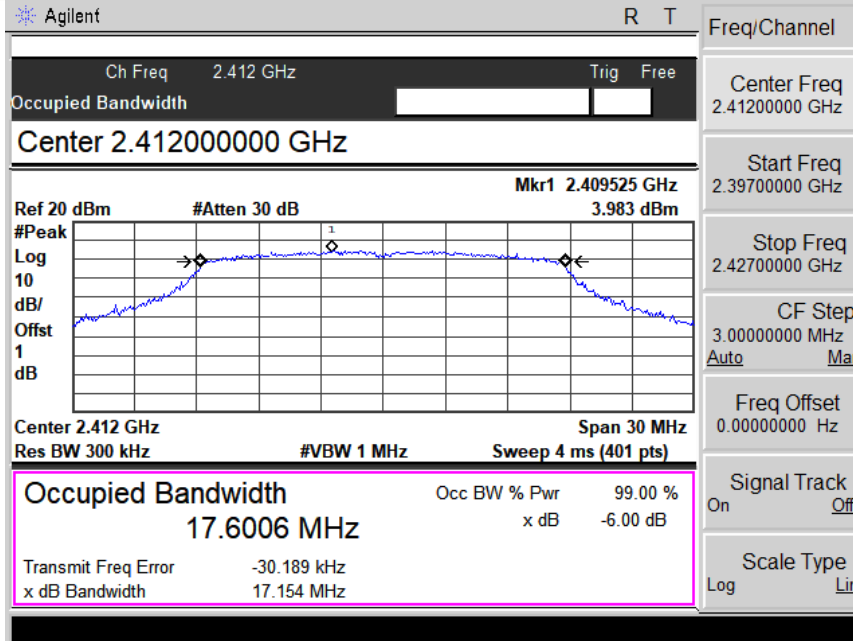 Agilent R T
Ch Freq 2.412 GHz Trig Free
Occupied Bandwidth
Center 2.412000000 GHz
Mkr1 2.409525 GHz
Ref 20 dBm #Atten 30 dB 3.983 dBm
#Peak
1
Log
10
dB/
Offst
1
dB
Center 2.412 GHz Span 30 MHz
Res BW 300 kHz #VBW 1 MHz Sweep 4 ms (401 pts)
Occupied Bandwidth Occ BW % Pwr 99.00 %
17.6006 MHz x dB -6.00 dB
Transmit Freq Error -30.189 kHz
x dB Bandwidth 17.154 MHz
Freq/Channel
Center Freq
2.41200000 GHz
Start Freq
2.39700000 GHz
Stop Freq
2.42700000 GHz
CF Step
3.00000000 MHz
Auto Ma
Freq Offset
0.00000000 Hz
Signal Track
On Off
Scale Type
Log Lin